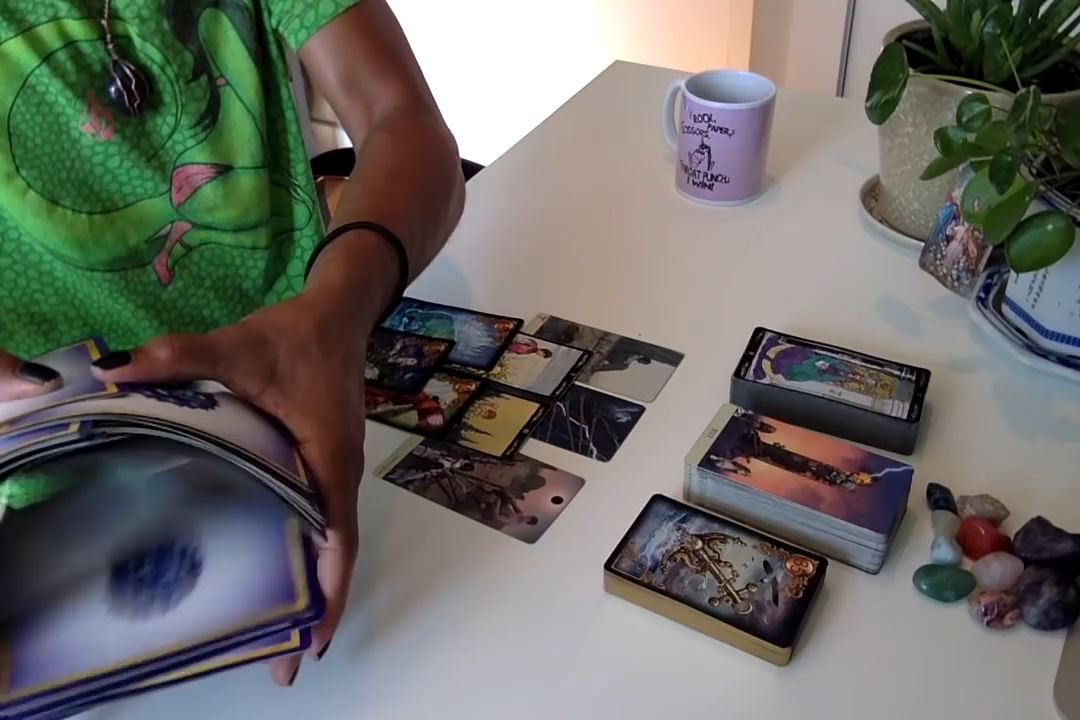 ROCK,
PAPER,
SCISSORS,
THROAT PUNCH,
I WIN!